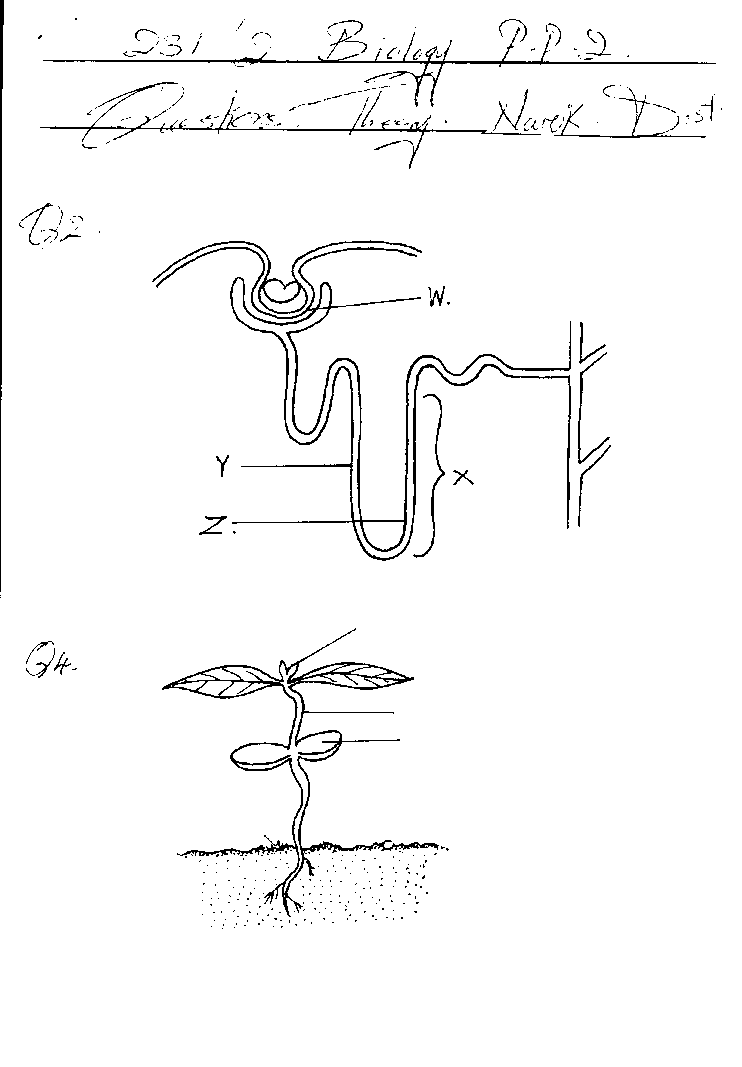 231/2 Biology P.P.2.
Questions. Theory. Narok. Dist.
Q2.
W.
Y
X
Z.
Q4.